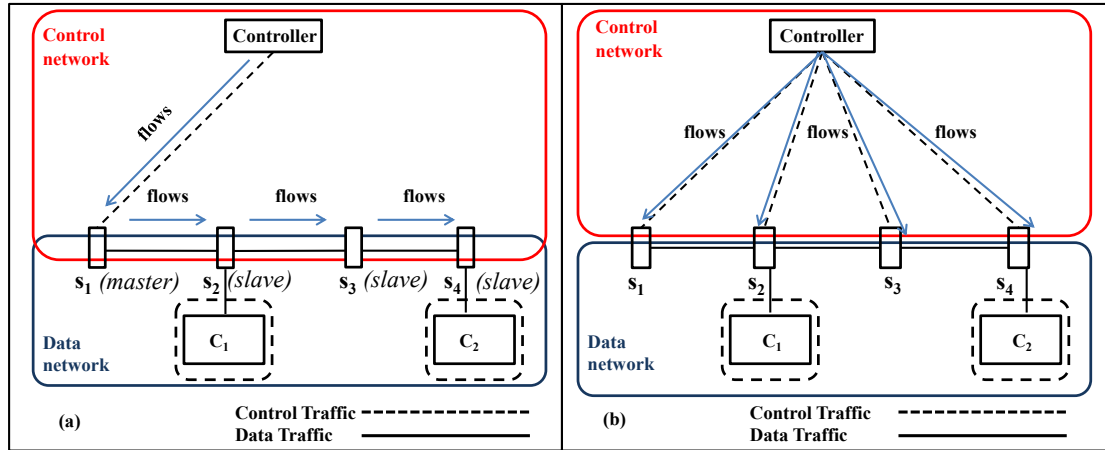 Control
network
Controller
flows
flows
flows
flows
s1 (master)
s2 (slave)
s3 (slave)
s4 (slave)
C1
C2
Data
network
(a)
Control Traffic
Data Traffic
Control
network
Controller
flows
flows
flows
s1
s2
s3
s4
C1
C2
Data
network
(b)
Control Traffic
Data Traffic